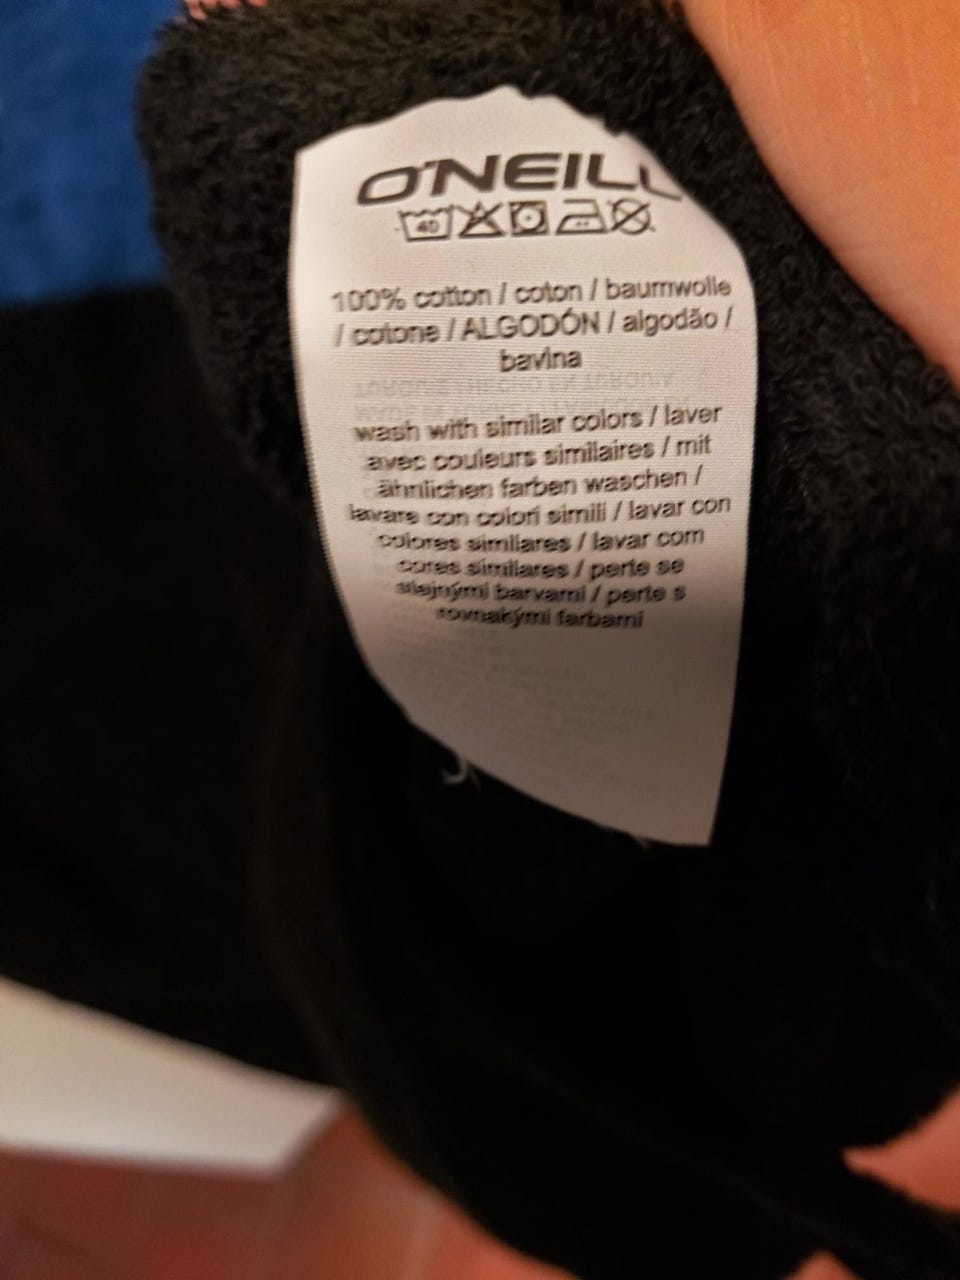 O'NEILL
40
100% cotton / coton / baumwolle
/ cotone / ALGODÓN / algodão /
bavlna
wash with similar colors / laver
avec couleurs similaires / mit
ähnlichen farben waschen /
lavare con colori simili / lavar con
colores similares / lavar com
cores similares / perte se
stejnými barvami / perte s
rovnakými farbami